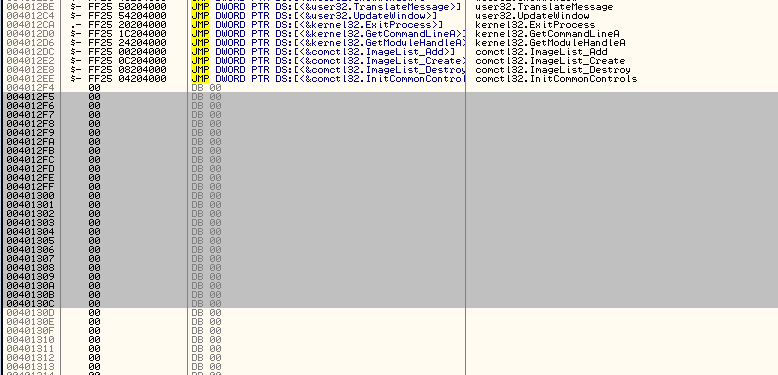 004012BE $- FF25 50204000 JMP DWORD PTR DS:[<&user32.TranslateMessage>] user32.TranslateMessage
004012C4 $- FF25 54204000 JMP DWORD PTR DS:[<&user32.UpdateWindow>] user32.UpdateWindow
004012CA .- FF25 20204000 JMP DWORD PTR DS:[<&kernel32.ExitProcess>] kernel32.ExitProcess
004012D0 $- FF25 1C204000 JMP DWORD PTR DS:[<&kernel32.GetCommandLineA>] kernel32.GetCommandLineA
004012D6 $- FF25 24204000 JMP DWORD PTR DS:[<&kernel32.GetModuleHandleA> kernel32.GetModuleHandleA
004012DC $- FF25 00204000 JMP DWORD PTR DS:[<&comctl32.ImageList_Add>] comctl32.ImageList_Add
004012E2 $- FF25 0C204000 JMP DWORD PTR DS:[<&comctl32.ImageList_Create> comctl32.ImageList_Create
004012E8 $- FF25 08204000 JMP DWORD PTR DS:[<&comctl32.ImageList_Destroy comctl32.ImageList_Destroy
004012EE $- FF25 04204000 JMP DWORD PTR DS:[<&comctl32.InitCommonControl comctl32.InitCommonControls
004012F4 00 DB 00
004012F5 00 DB 00
004012F6 00 DB 00
004012F7 00 DB 00
004012F8 00 DB 00
004012F9 00 DB 00
004012FA 00 DB 00
004012FB 00 DB 00
004012FC 00 DB 00
004012FD 00 DB 00
004012FE 00 DB 00
004012FF 00 DB 00
00401300 00 DB 00
00401301 00 DB 00
00401302 00 DB 00
00401303 00 DB 00
00401304 00 DB 00
00401305 00 DB 00
00401306 00 DB 00
00401307 00 DB 00
00401308 00 DB 00
00401309 00 DB 00
0040130A 00 DB 00
0040130B 00 DB 00
0040130C 00 DB 00
0040130D 00 DB 00
0040130E 00 DB 00
0040130F 00 DB 00
00401310 00 DB 00
00401311 00 DB 00
00401312 00 DB 00
00401313 00 DB 00
00401314 00 DB 00